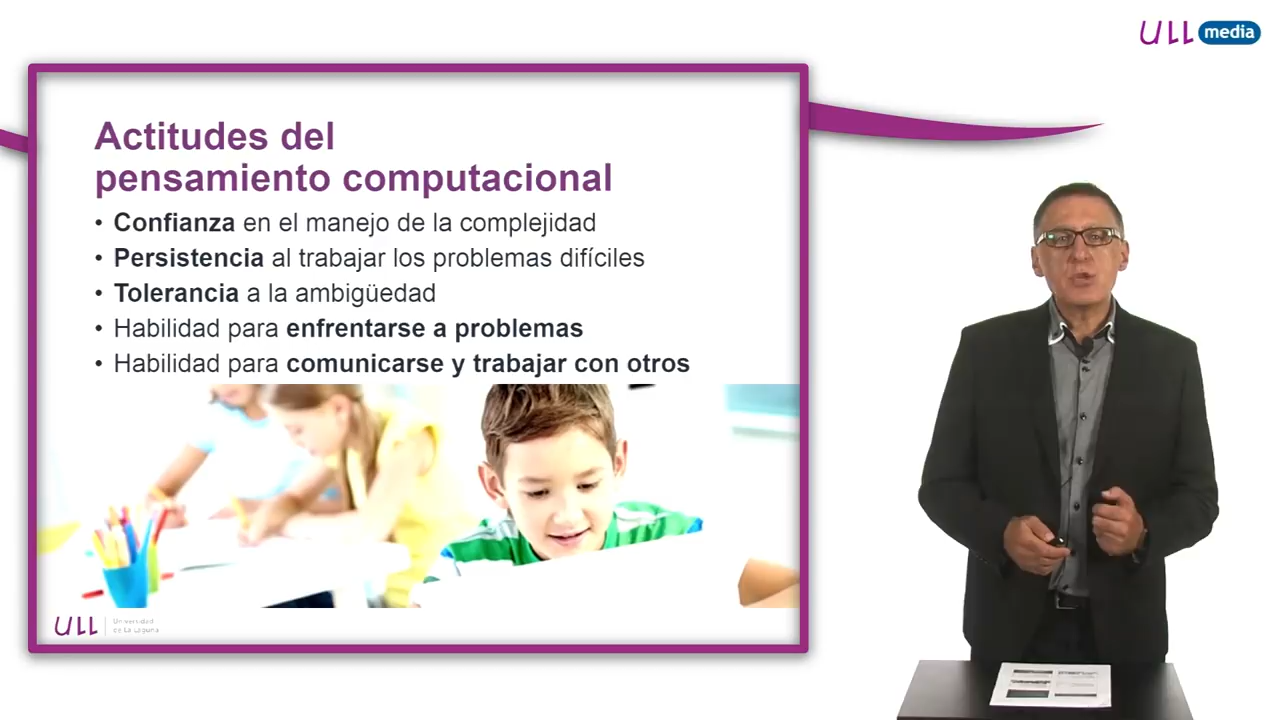 ULL media
Actitudes del
pensamiento computacional
• Confianza en el manejo de la complejidad
• Persistencia al trabajar los problemas difíciles
• Tolerancia a la ambigüedad
• Habilidad para enfrentarse a problemas
• Habilidad para comunicarse y trabajar con otros
ULL
Universidad
de La Laguna